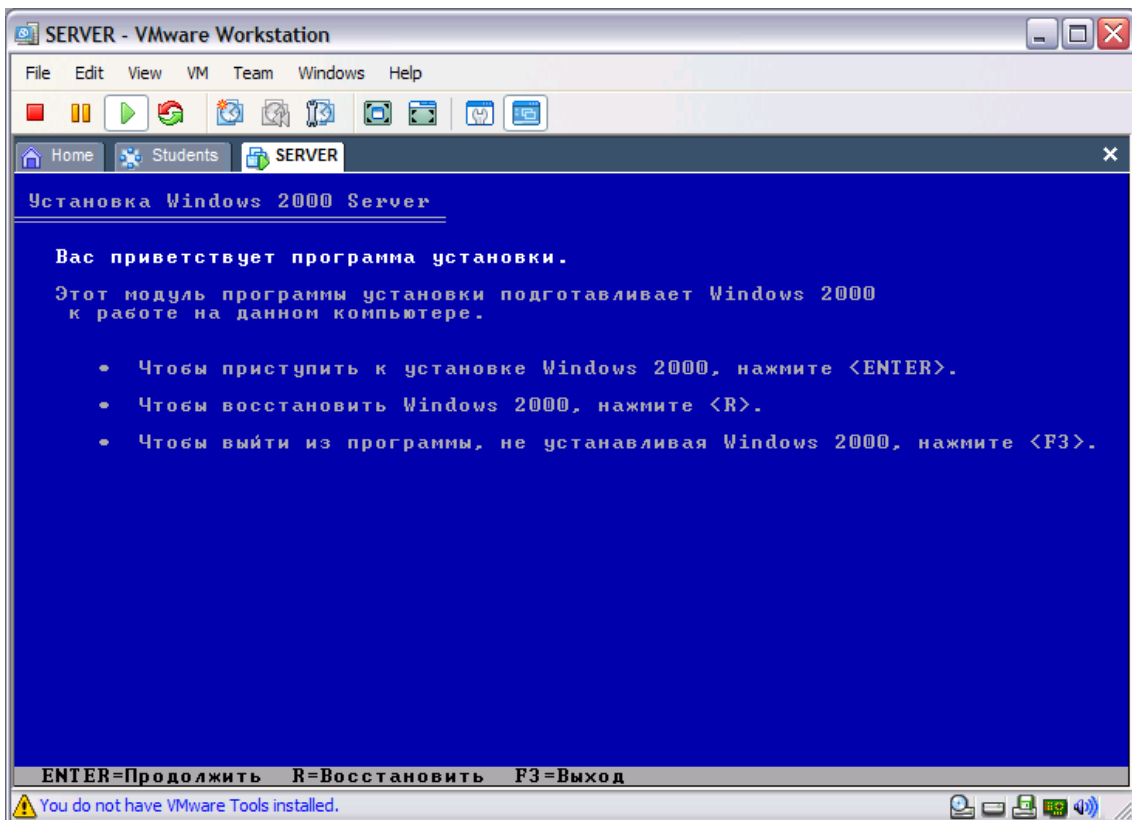 SERVER - VMware Workstation
File Edit View VM Team Windows Help
Home Students SERVER
Установка Windows 2000 Server
Вас приветствует программа установки.
Этот модуль программы установки подготавливает Windows 2000
к работе на данном компьютере.
• Чтобы приступить к установке Windows 2000, нажмите <ENTER>.
• Чтобы восстановить Windows 2000, нажмите <R>.
• Чтобы выйти из программы, не устанавливая Windows 2000, нажмите <F3>.
ENTER=Продолжить R=Восстановить F3=Выход
You do not have VMware Tools installed.